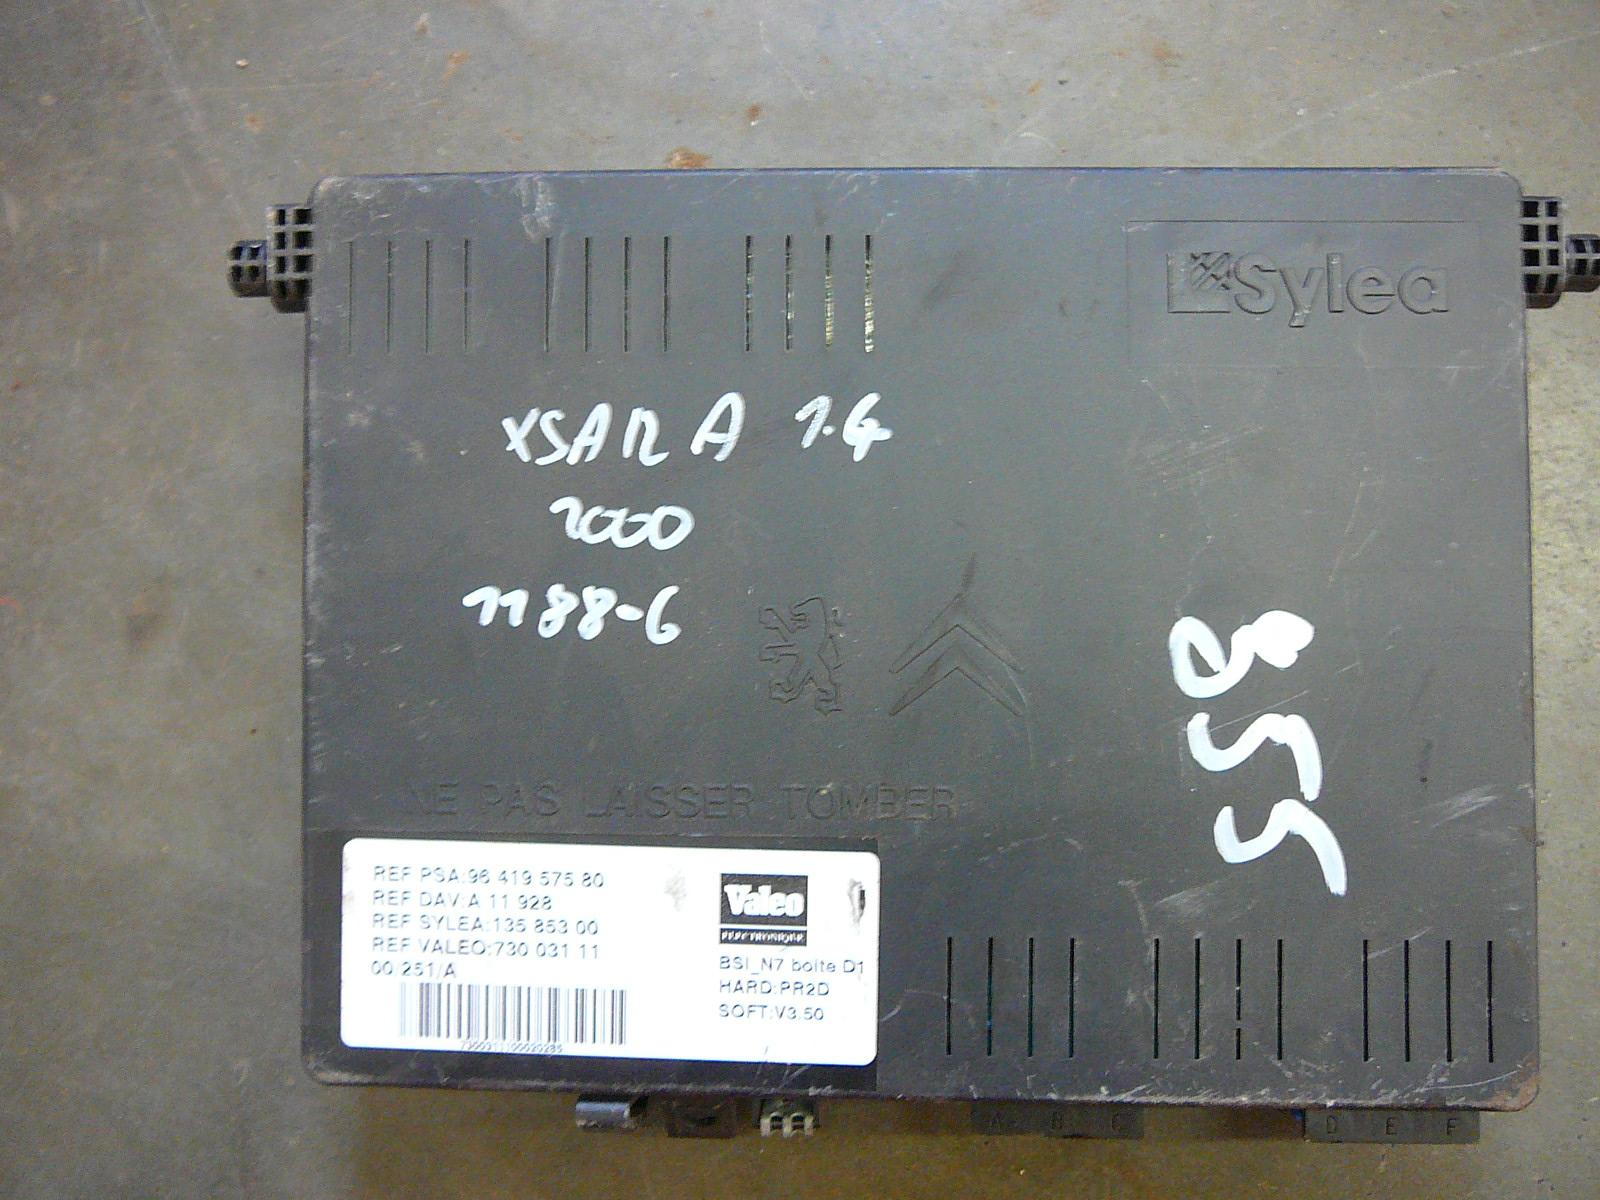 Sylea
XSARA 1.4
2000
1188-6
558
NE PAS LAISSER TOMBER
REF PSA:96 419 575 80
REF DAV:A 11 928
REF SYLEA:135 853 00
REF VALEO:730 031 11
00 251/A
Valeo
ELECTRONIQUE
BSI_N7 boite D1
HARD:PR2D
SOFT:V3.50
A B C
D E F